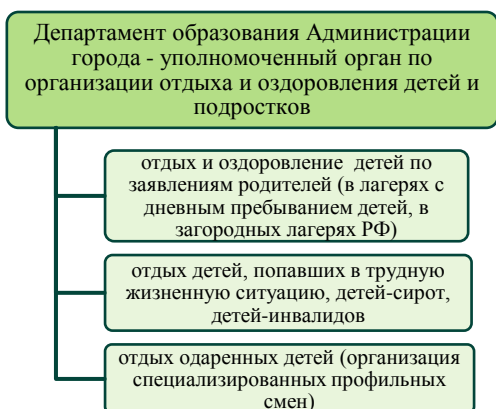 Департамент образования Администрации
города - уполномоченный орган по
организации отдыха и оздоровления детей и
подростков
отдых и оздоровление детей по
заявлениям родителей (в лагерях с
дневным пребыванием детей, в
загородных лагерях РФ)
отдых детей, попавших в трудную
жизненную ситуацию, детей-сирот,
детей-инвалидов
отдых одаренных детей (организация
специализированных профильных
смен)